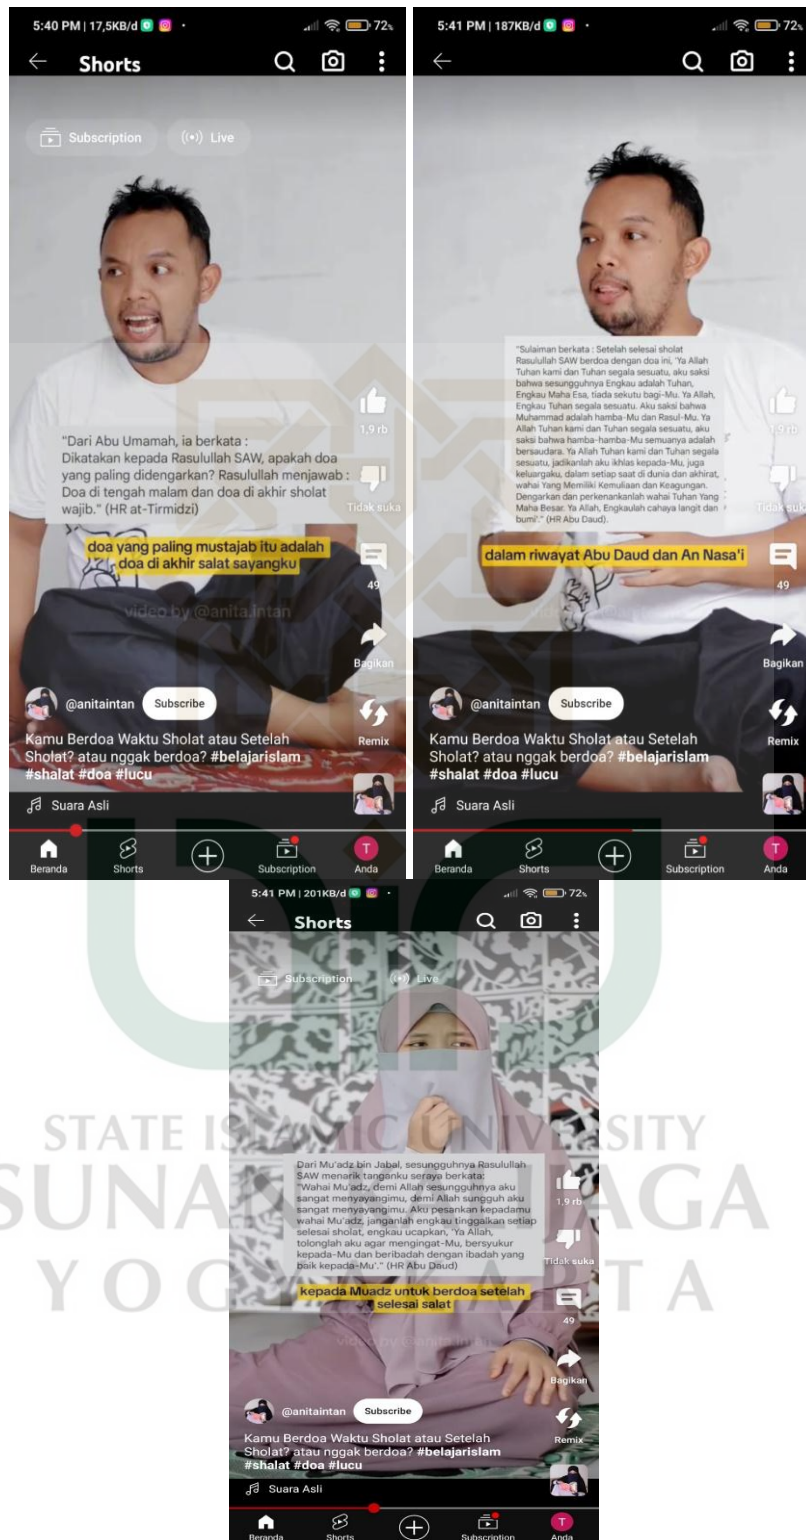 5:40 PM | 17,5KB/d
72%
Shorts
Subscription
Live
"Dari Abu Umamah, ia berkata :
Dikatakan kepada Rasulullah SAW, apakah doa
yang paling didengarkan? Rasulullah menjawab :
Doa di tengah malam dan doa di akhir sholat
wajib." (HR at-Tirmidzi)
doa yang paling mustajab itu adalah
doa di akhir salat sayangku
video by @anita.intan
1,9 rb
Tidak suka
49
Bagikan
Remix
@anitaintan
Subscribe
Kamu Berdoa Waktu Sholat atau Setelah
Sholat? atau nggak berdoa? #belajarislam
#shalat #doa #lucu
Suara Asli
Beranda
Shorts
Subscription
T
Anda
5:41 PM | 187KB/d
72%
"Sulaiman berkata : Setelah selesai sholat
Rasulullah SAW berdoa dengan doa ini, 'Ya Allah
Tuhan kami dan Tuhan segala sesuatu, aku saksi
bahwa sesungguhnya Engkau adalah Tuhan,
Engkau Maha Esa, tiada sekutu bagi-Mu. Ya Allah,
Engkau Tuhan segala sesuatu. Aku saksi bahwa
Muhammad adalah hamba-Mu dan Rasul-Mu. Ya
Allah Tuhan kami dan Tuhan segala sesuatu, aku
saksi bahwa hamba-hamba-Mu semuanya adalah
bersaudara. Ya Allah Tuhan kami dan Tuhan segala
sesuatu, jadikanlah aku ikhlas kepada-Mu, juga
keluargaku, dalam setiap saat di dunia dan akhirat,
wahai Yang Memiliki Kemuliaan dan Keagungan.
Dengarkan dan perkenankanlah wahai Tuhan Yang
Maha Besar. Ya Allah, Engkaulah cahaya langit dan
bumi'." (HR Abu Daud).
dalam riwayat Abu Daud dan An Nasa'i
1,9 rb
Tidak suka
49
Bagikan
Remix
@anitaintan
Subscribe
Kamu Berdoa Waktu Sholat atau Setelah
Sholat? atau nggak berdoa? #belajarislam
#shalat #doa #lucu
Suara Asli
Beranda
Shorts
Subscription
T
Anda
5:41 PM | 201KB/d
72%
Shorts
Subscription
Live
Dari Mu'adz bin Jabal, sesungguhnya Rasulullah
SAW menarik tanganku seraya berkata:
"Wahai Mu'adz, demi Allah sesungguhnya aku
sangat menyayangimu, demi Allah sungguh aku
sangat menyayangimu. Aku pesankan kepadamu
wahai Mu'adz, janganlah engkau tinggalkan setiap
selesai sholat, engkau ucapkan, 'Ya Allah,
tolonglah aku agar mengingat-Mu, bersyukur
kepada-Mu dan beribadah dengan ibadah yang
baik kepada-Mu'." (HR Abu Daud)
kepada Muadz untuk berdoa setelah
selesai salat
video by @anita.intan
1,9 rb
Tidak suka
49
Bagikan
Remix
@anitaintan
Subscribe
Kamu Berdoa Waktu Sholat atau Setelah
Sholat? atau nggak berdoa? #belajarislam
#shalat #doa #lucu
Suara Asli
Beranda
Shorts
Subscription
T
Anda
STATE ISLAMIC UNIVERSITY
SUNAN KALIJAGA
YOGYAKARTA